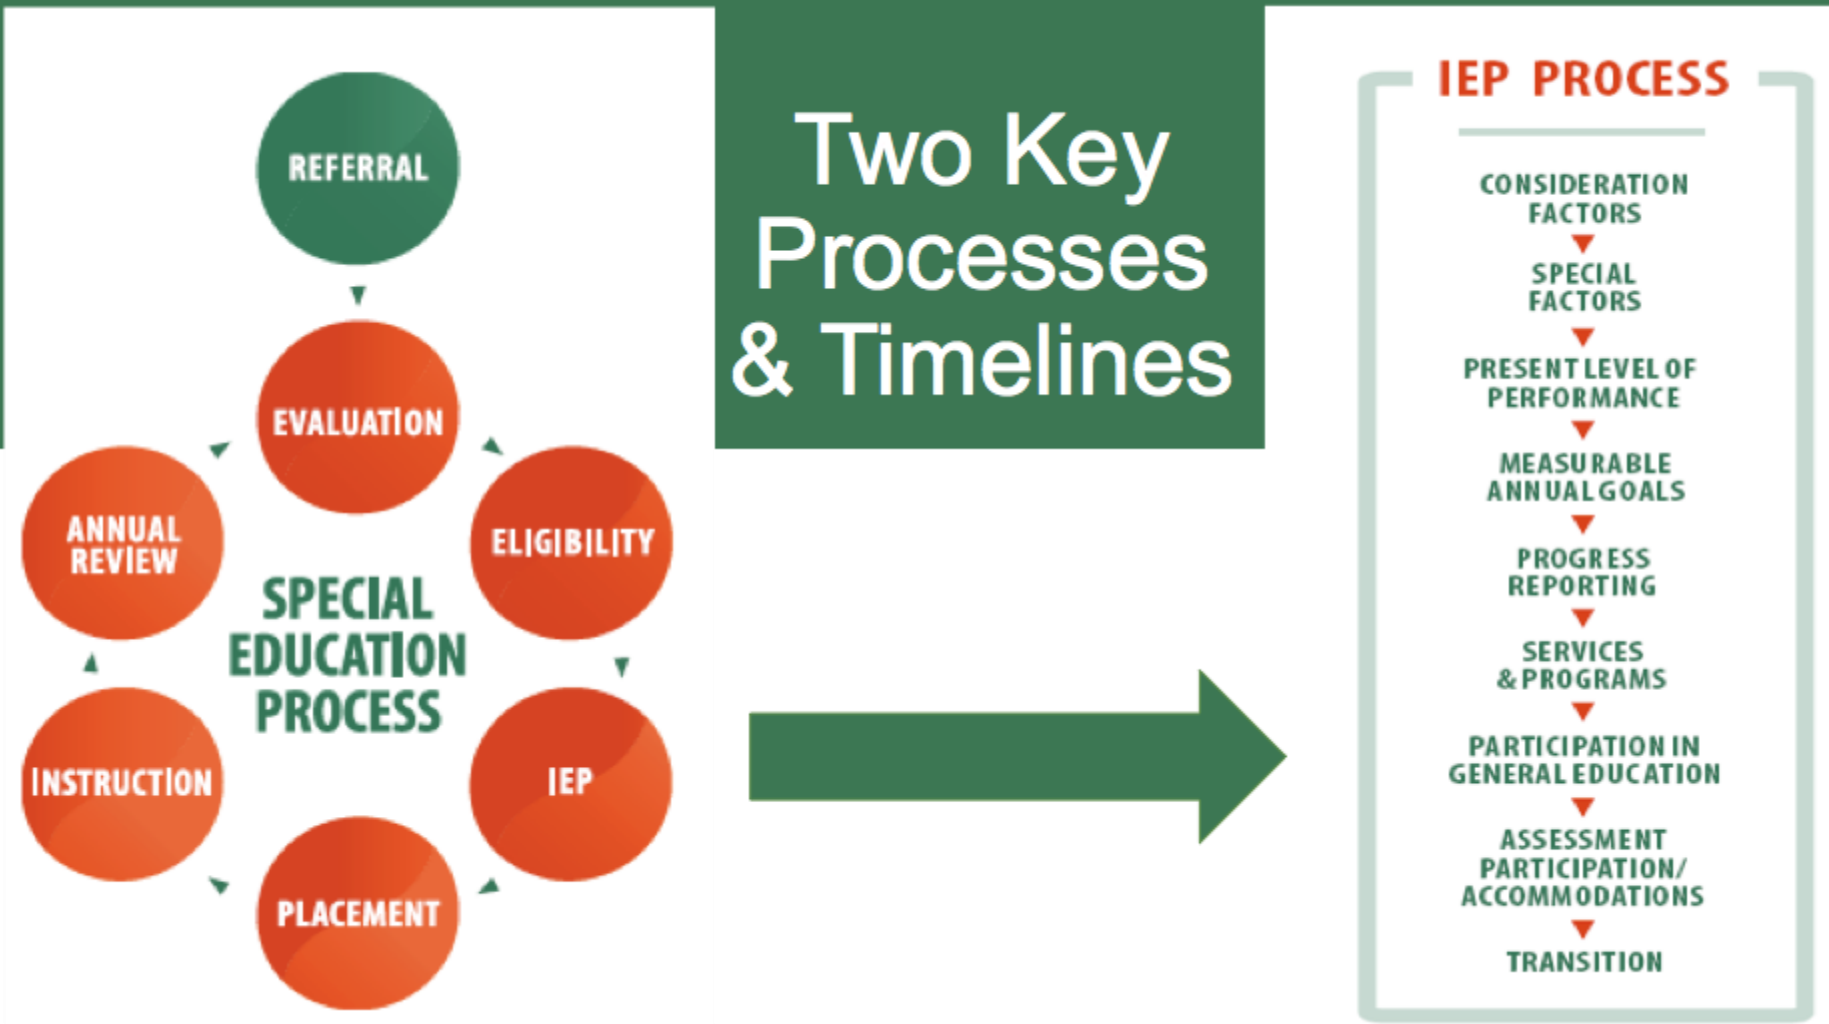 Two Key
Processes
& Timelines
REFERRAL
EVALUATION
ELIGIBILITY
IEP
PLACEMENT
INSTRUCTION
ANNUAL
REVIEW
SPECIAL
EDUCATION
PROCESS
IEP PROCESS
CONSIDERATION
FACTORS
SPECIAL
FACTORS
PRESENT LEVEL OF
PERFORMANCE
MEASURABLE
ANNUAL GOALS
PROGRESS
REPORTING
SERVICES
& PROGRAMS
PARTICIPATION IN
GENERAL EDUCATION
ASSESSMENT
PARTICIPATION/
ACCOMMODATIONS
TRANSITION